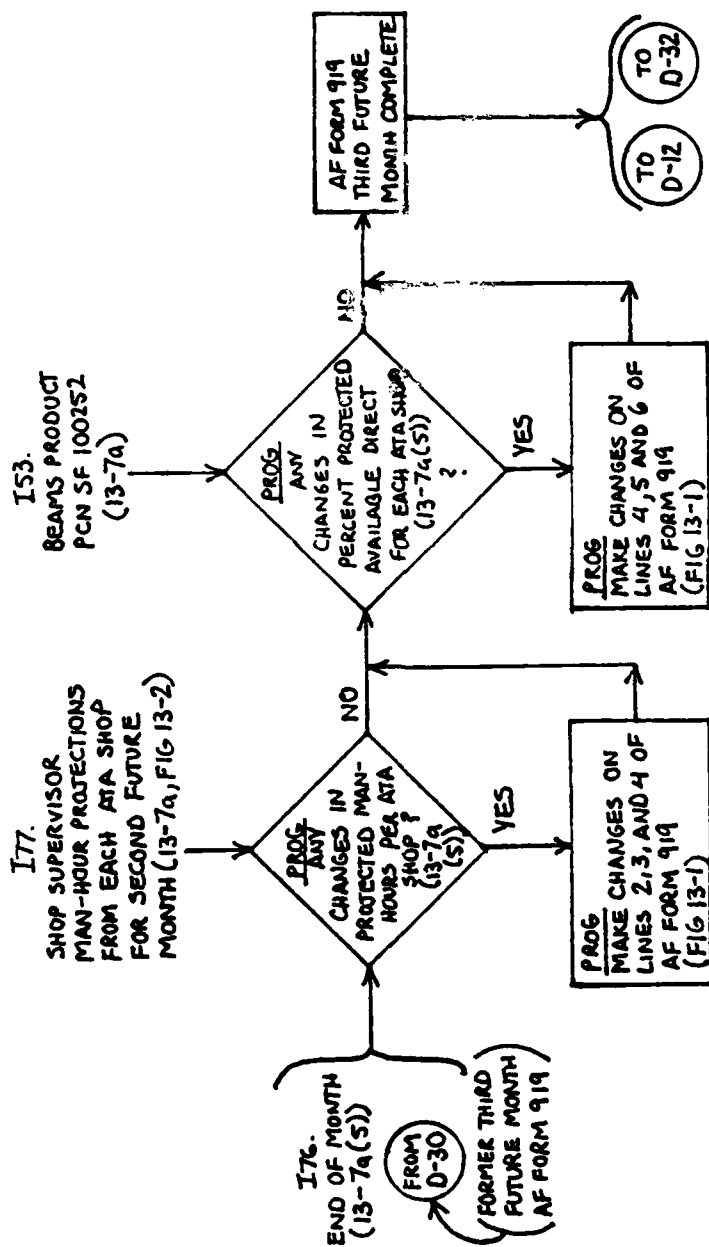 I76.
END OF MONTH
(13-7a(5))
FROM
D-30
(FORMER THIRD
FUTURE MONTH
AF FORM 919)
I77.
SHOP SUPERVISOR
MAN-HOUR PROJECTIONS
FROM EACH ATA SHOP
FOR SECOND FUTURE
MONTH (13-7a, FIG 13-2)
PROG
ANY
CHANGES IN
PROJECTED MAN-
HOURS PER ATA
SHOP ?
(13-7a
(5))
NO
YES
PROG
MAKE CHANGES ON
LINES 2,3, AND 4 OF
AF FORM 919
(FIG 13-1)
I53.
BEAMS PRODUCT
PCN SF 100252
(13-7a)
PROG
ANY
CHANGES IN
PERCENT PROJECTED
AVAILABLE DIRECT
FOR EACH ATA SHOP
(13-7a(5))
?
NO
YES
PROG
MAKE CHANGES ON
LINES 4,5 AND 6 OF
AF FORM 919
(FIG 13-1)
AF FORM 919
THIRD FUTURE
MONTH COMPLETE
TO
D-12
TO
D-32